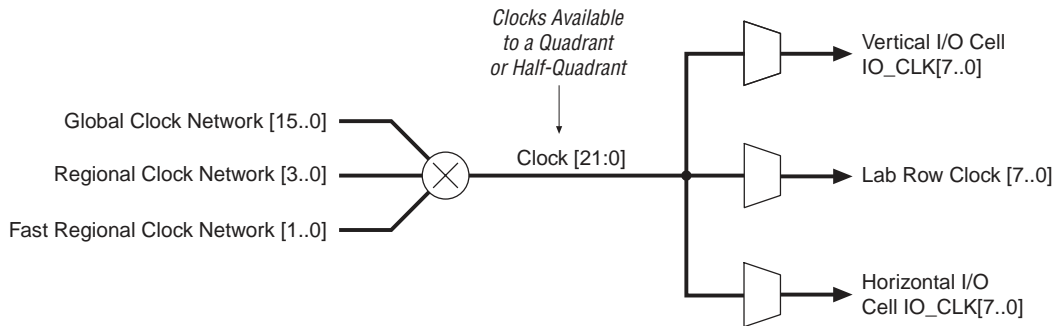 Clocks Available
to a Quadrant
or Half-Quadrant
Vertical I/O Cell
IO_CLK[7..0]
Global Clock Network [15..0]
Clock [21:0]
Regional Clock Network [3..0]
Lab Row Clock [7..0]
Fast Regional Clock Network [1..0]
Horizontal I/O
Cell IO_CLK[7..0]